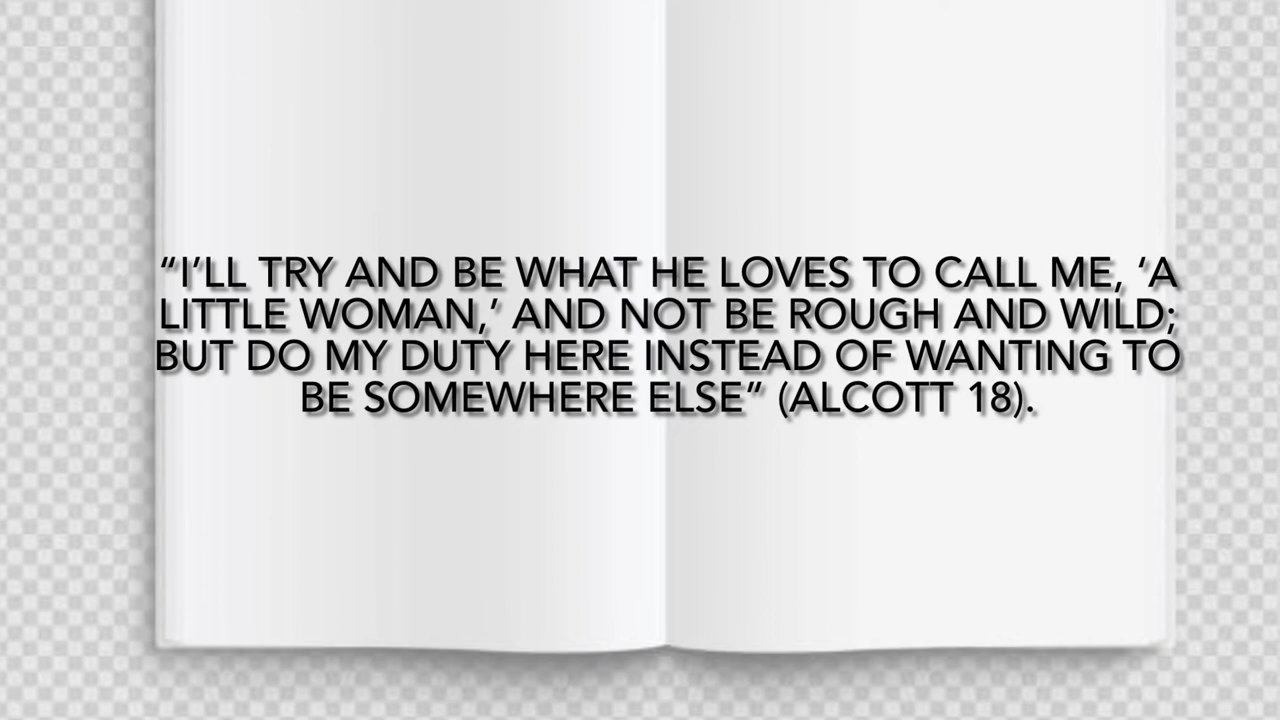 “I’LL TRY AND BE WHAT HE LOVES TO CALL ME, ‘A
LITTLE WOMAN,’ AND NOT BE ROUGH AND WILD;
BUT DO MY DUTY HERE INSTEAD OF WANTING TO
BE SOMEWHERE ELSE” (ALCOTT 18).